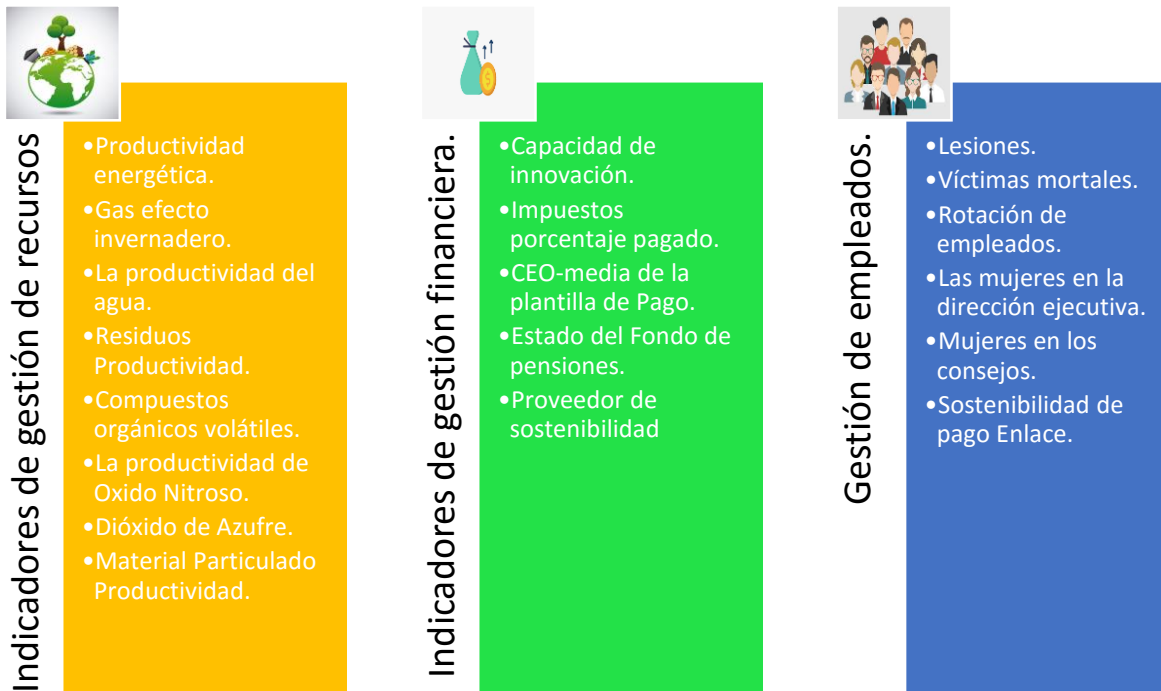 Indicadores de gestión de recursos
•Productividad
energética.
•Gas efecto
invernadero.
•La productividad del
agua.
•Residuos
Productividad.
•Compuestos
orgánicos volátiles.
•La productividad de
Oxido Nitroso.
•Dióxido de Azufre.
•Material Particulado
Productividad.
Indicadores de gestión financiera.
•Capacidad de
innovación.
•Impuestos
porcentaje pagado.
•CEO-media de la
plantilla de Pago.
•Estado del Fondo de
pensiones.
•Proveedor de
sostenibilidad
Gestión de empleados.
•Lesiones.
•Víctimas mortales.
•Rotación de
empleados.
•Las mujeres en la
dirección ejecutiva.
•Mujeres en los
consejos.
•Sostenibilidad de
pago Enlace.